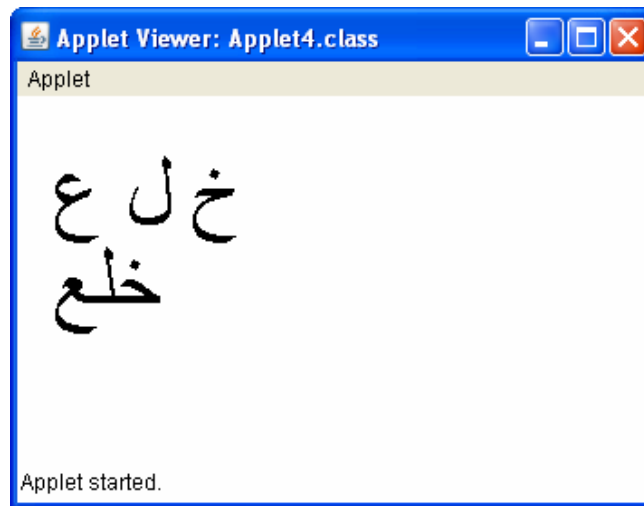 Applet Viewer: Applet4.class
Applet
خ ل ع
خلع
Applet started.